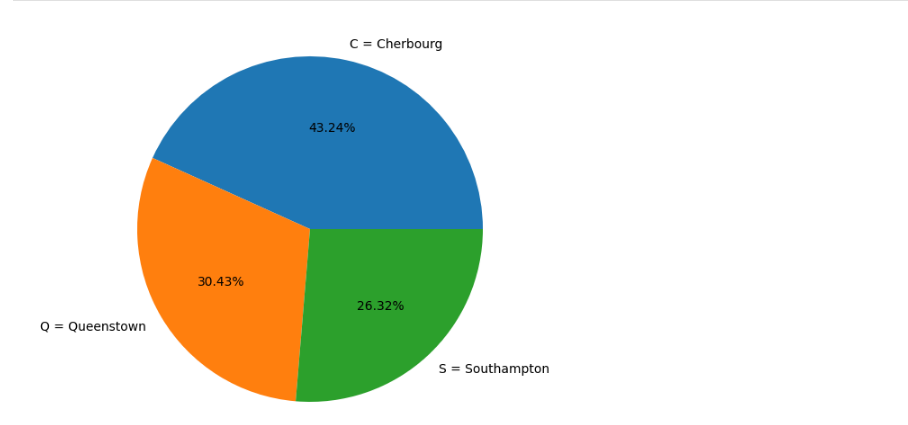 C = Cherbourg
43.24%
30.43%
26.32%
Q = Queenstown
S = Southampton